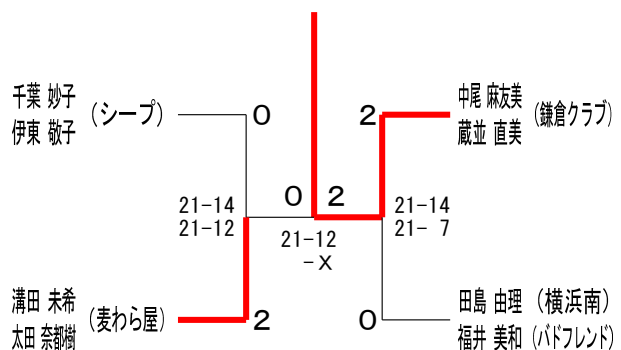 千葉 妙子
伊東 敬子
(シープ)
0
2
中尾 麻友美
蔵並 直美
(鎌倉クラブ)
0 2
21-14
21-12
21-12
-X
21-14
21- 7
溝田 未希
太田 奈都樹
(麦わら屋)
2
0
田島 由理 (横浜南)
福井 美和 (バドフレンド)